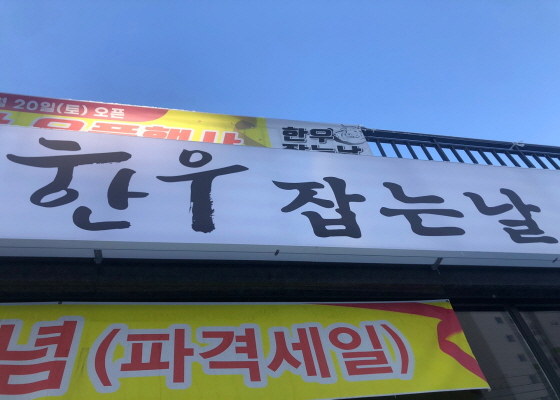 월 20일(토) 오픈
오픈행사
한우
잡는날
한우 잡는날
념 (파격세일)